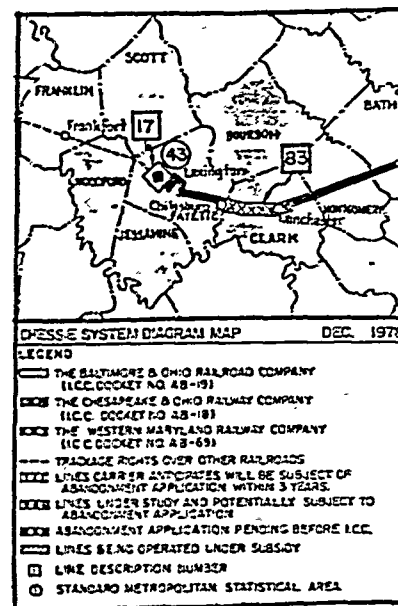 SCOTT
FRANKLIN
BATH
Frankfort
17
BOURBON
43
83
Lexington
WOODFORD
FAYETTE
Winchester
MONTGOMERY
JESSAMINE
CLARK
CHESSIE SYSTEM DIAGRAM MAP DEC. 1978
LEGEND
THE BALTIMORE & OHIO RAILROAD COMPANY
(I.C.C. DOCKET NO. AB-19)
THE CHESAPEAKE & OHIO RAILWAY COMPANY
(I.C.C. DOCKET NO. AB-18)
THE WESTERN MARYLAND RAILWAY COMPANY
(I.C.C. DOCKET NO. AB-69)
TRACKAGE RIGHTS OVER OTHER RAILROADS
LINES CARRIER ANTICIPATES WILL BE SUBJECT OF
ABANDONMENT APPLICATION WITHIN 3 YEARS.
LINES UNDER STUDY AND POTENTIALLY SUBJECT TO
ABANDONMENT APPLICATION
ABANDONMENT APPLICATION PENDING BEFORE I.C.C.
LINES BEING OPERATED UNDER SUBSIDY
LINE DESCRIPTION NUMBER
STANDARD METROPOLITAN STATISTICAL AREA